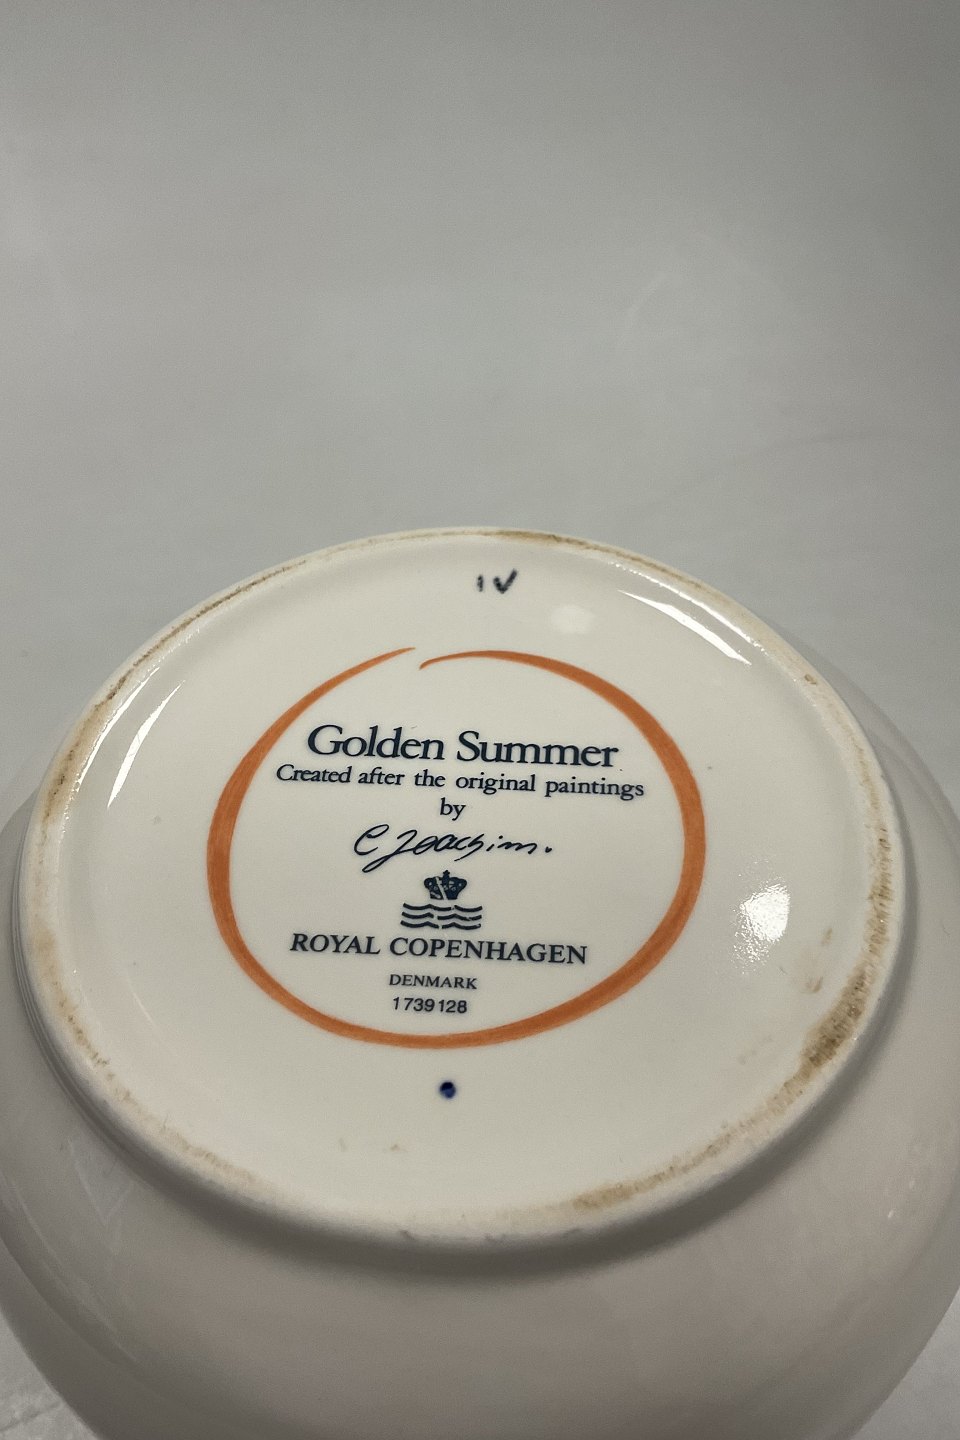 IV
Golden Summer
Created after the original paintings
by
C Joachim.
ROYAL COPENHAGEN
DENMARK
1739128